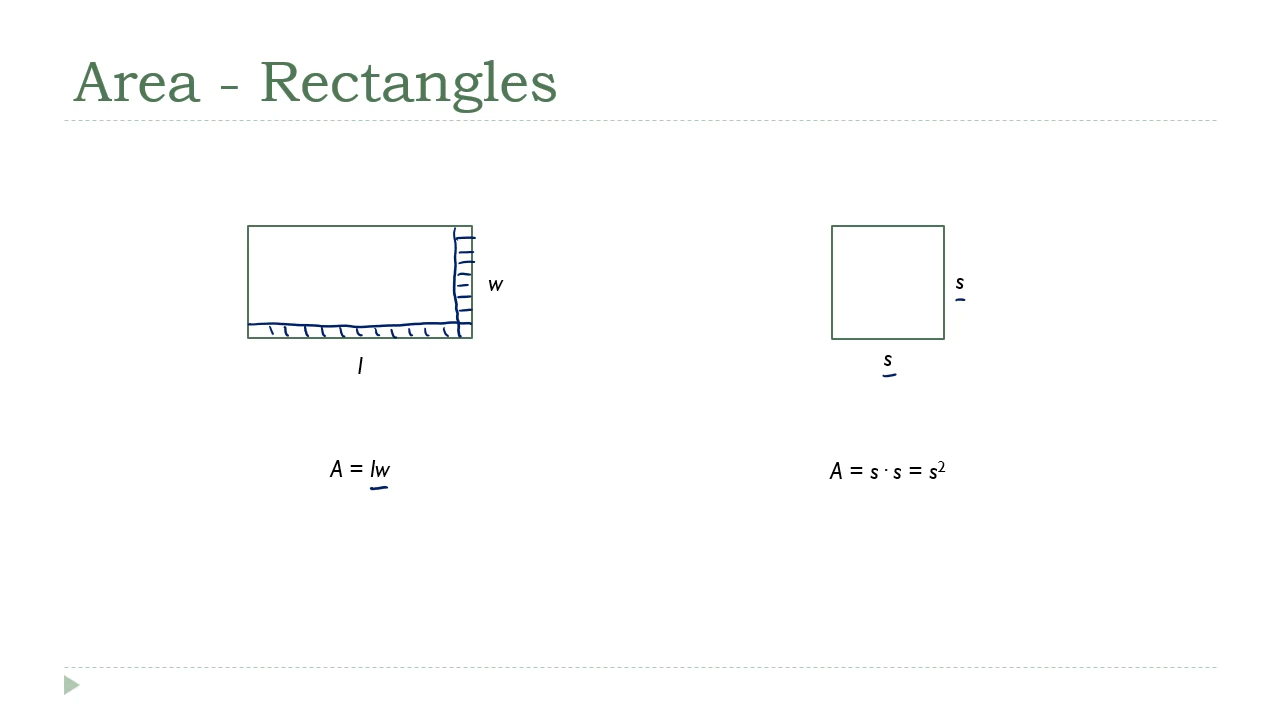 Area - Rectangles
w
l
s
s
A = lw
A = s · s = s²